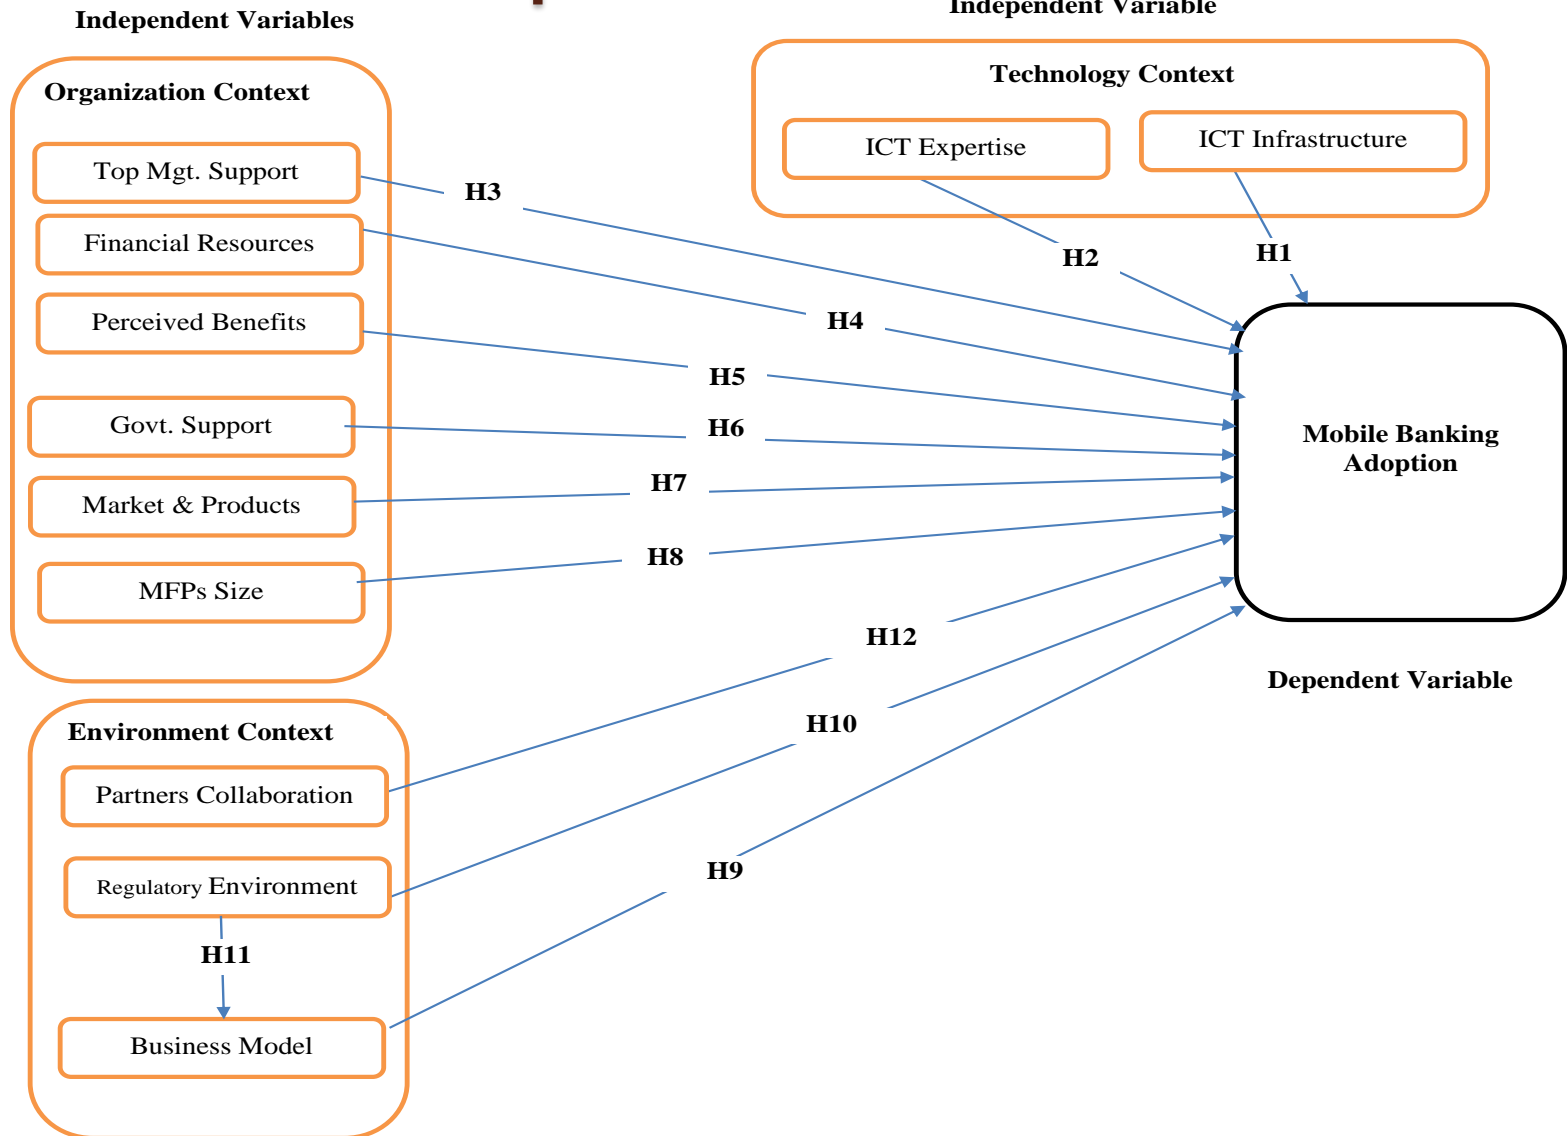 Independent Variables
Independent Variable
Organization Context
Top Mgt. Support
Financial Resources
Perceived Benefits
Govt. Support
Market & Products
MFPs Size
Technology Context
ICT Expertise
ICT Infrastructure
H3
H2
H1
H4
H5
H6
H7
H8
H12
H10
H9
Mobile Banking
Adoption
Dependent Variable
Environment Context
Partners Collaboration
Regulatory Environment
H11
Business Model